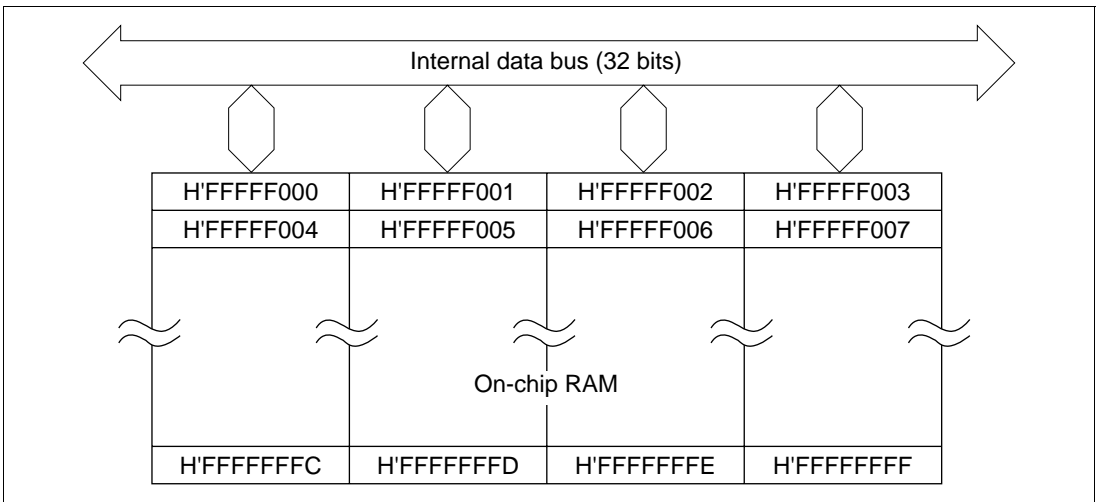 Internal data bus (32 bits)
H'FFFFF000 H'FFFFF001 H'FFFFF002 H'FFFFF003
H'FFFFF004 H'FFFFF005 H'FFFFF006 H'FFFFF007
On-chip RAM
H'FFFFFFFC H'FFFFFFFD H'FFFFFFFE H'FFFFFFFF